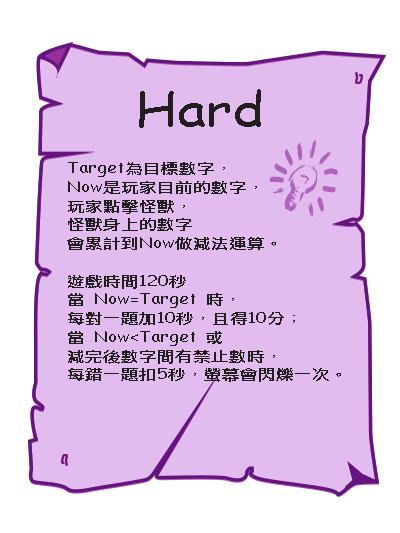 Hard
Target為目標數字，
Now是玩家目前的數字，
玩家點擊怪獸，
怪獸身上的數字
會累計到Now做減法運算。
遊戲時間120秒
當 Now=Target 時，
每對一題加10秒，且得10分；
當 Now<Target 或
減完後數字間有禁止數時，
每錯一題扣5秒，螢幕會閃爍一次。